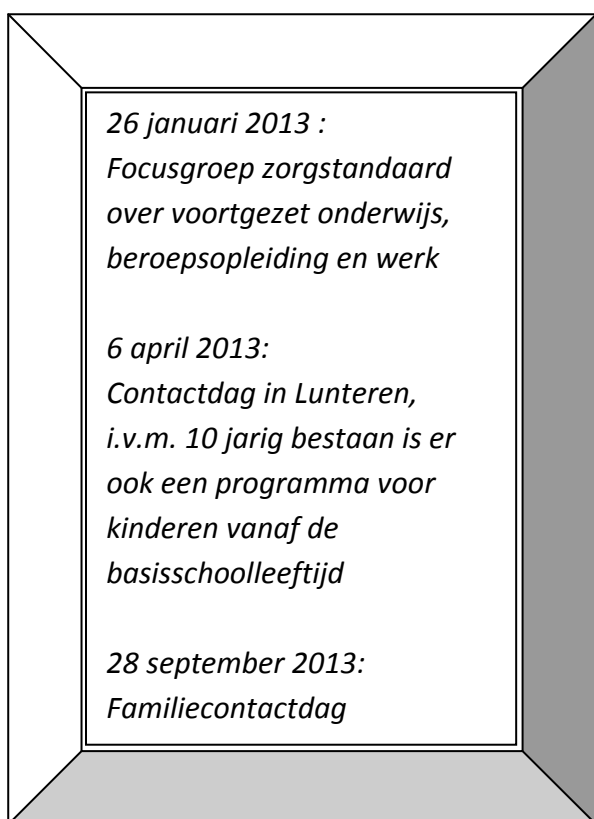 26 januari 2013 :
Focusgroep zorgstandaard
over voortgezet onderwijs,
beroepsopleiding en werk
6 april 2013:
Contactdag in Lunteren,
i.v.m. 10 jarig bestaan is er
ook een programma voor
kinderen vanaf de
basisschoolleeftijd
28 september 2013:
Familiecontactdag